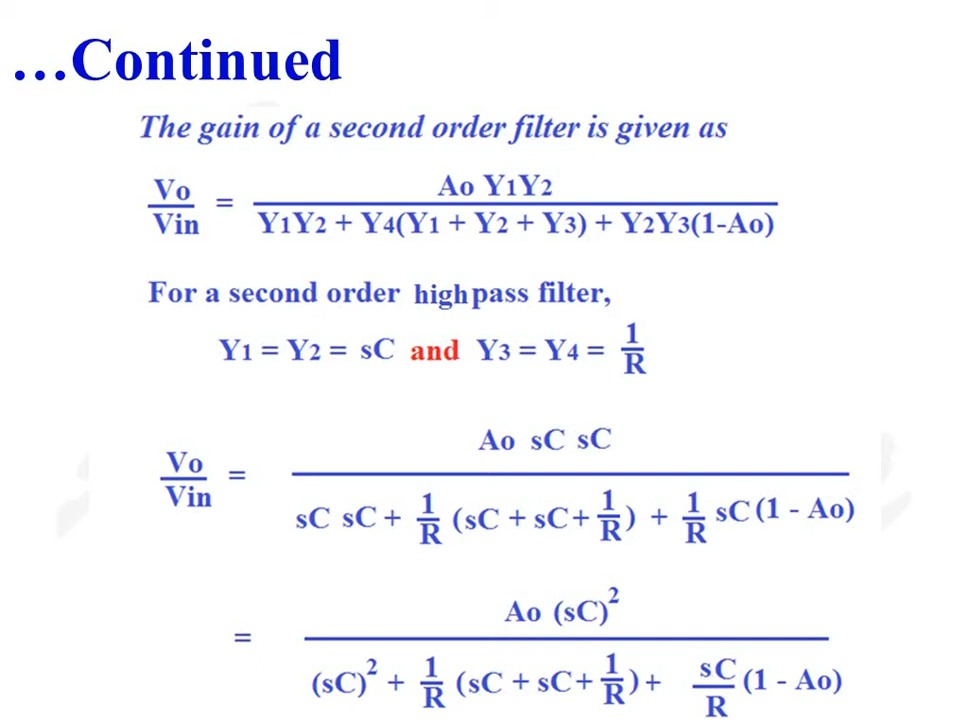 …Continued
The gain of a second order filter is given as
Vo/Vin = Ao Y1Y2 / Y1Y2 + Y4(Y1 + Y2 + Y3) + Y2Y3(1-Ao)
For a second order high pass filter,
Y1 = Y2 = sC and Y3 = Y4 = 1/R
Vo/Vin = Ao sC sC / sC sC + 1/R (sC + sC + 1/R) + 1/R sC (1 - Ao)
= Ao (sC)² / (sC)² + 1/R (sC + sC + 1/R) + sC/R (1 - Ao)